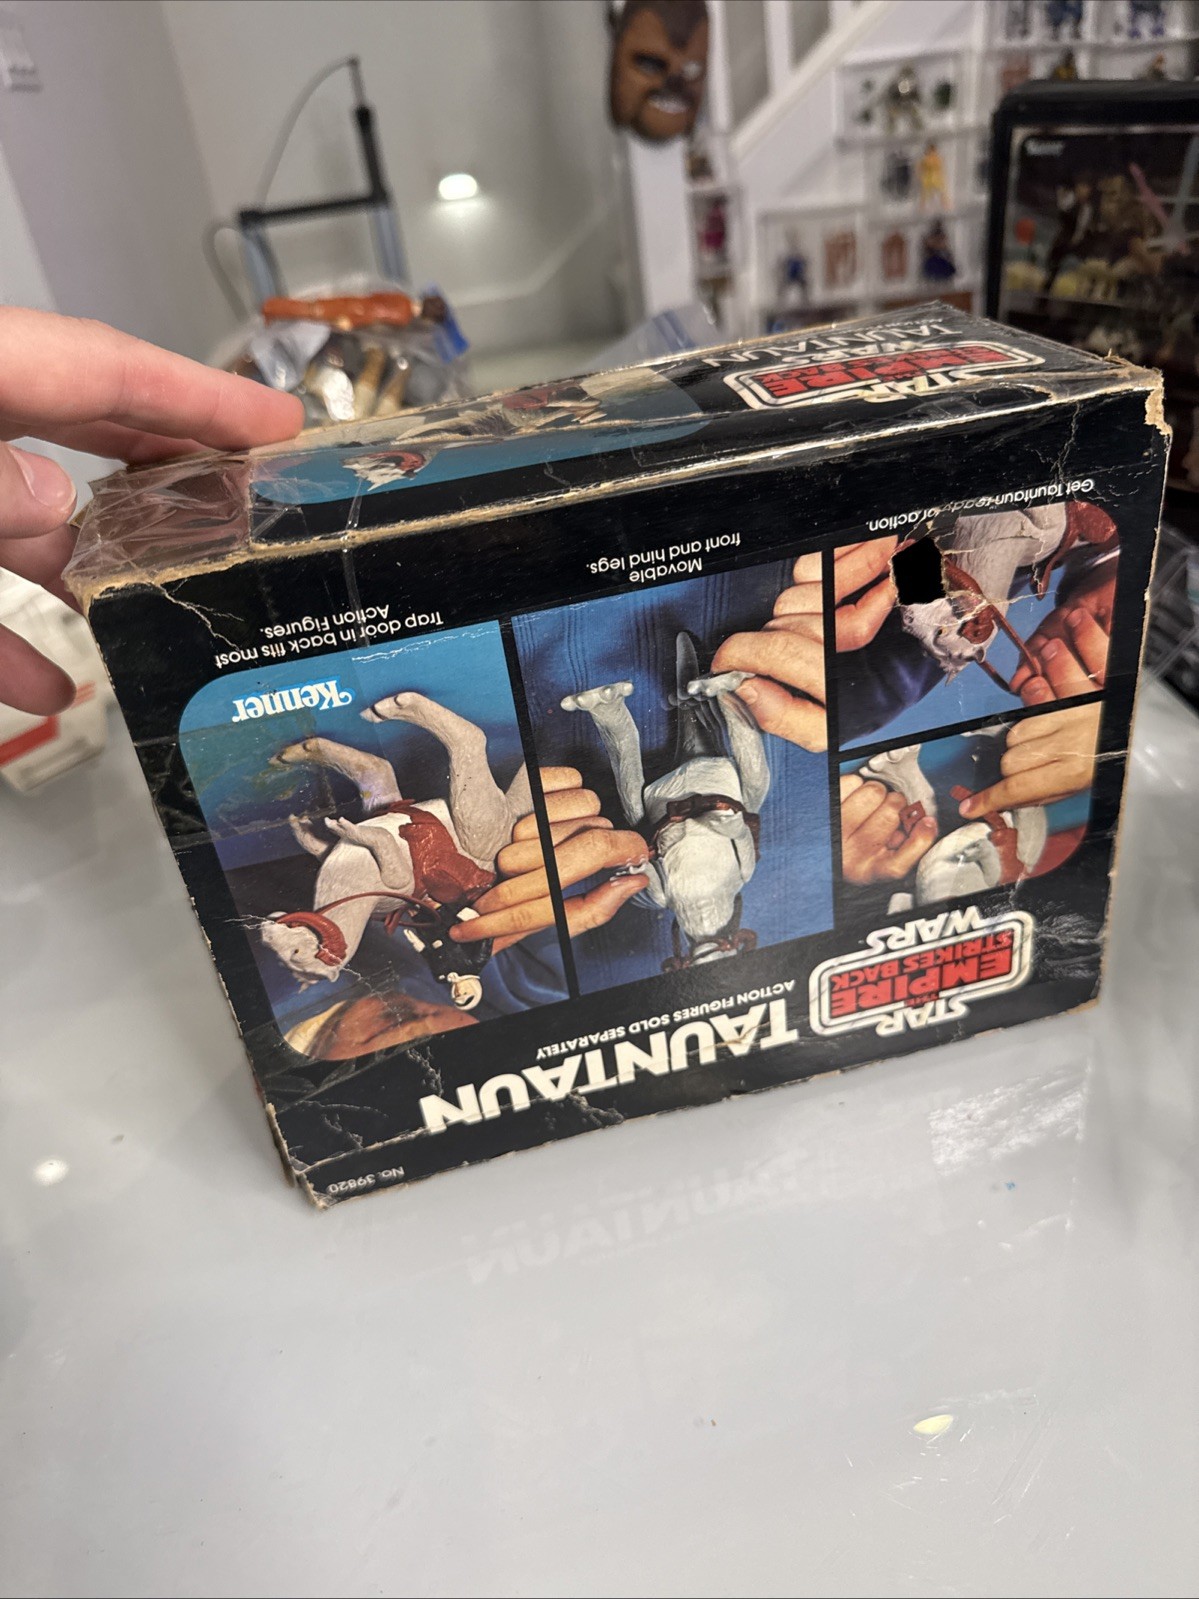 No. 39820
TAUNTAUN
ACTION FIGURES SOLD SEPARATELY
STAR
THE
EMPIRE
STRIKES BACK
WARS
Kenner
Trap door in back fits most
Action Figures.
Movable
front and hind legs.
Get Tauntaun ready for action.
STAR
EMPIRE
WARS
TAUNTAUN